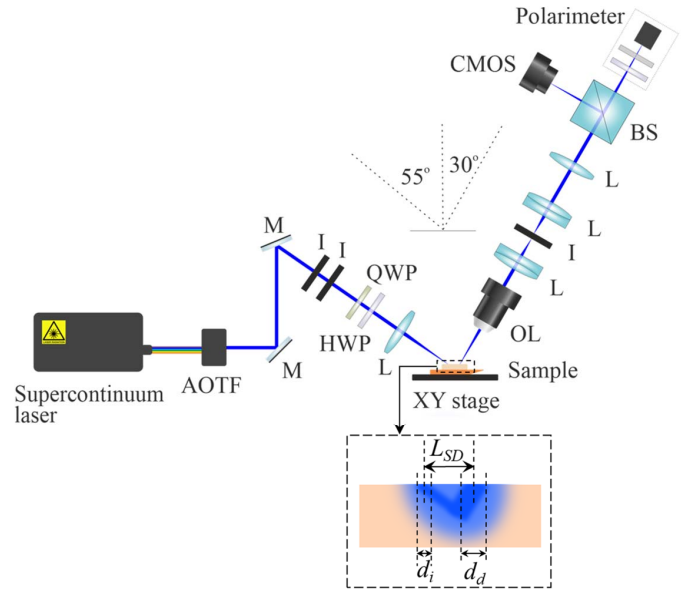 Polarimeter
CMOS
BS
55°
30°
L
L
I
L
M
I I
QWP
OL
HWP
L
M
AOTF
Supercontinuum
laser
Sample
XY stage
L_SD
d_i
d_d